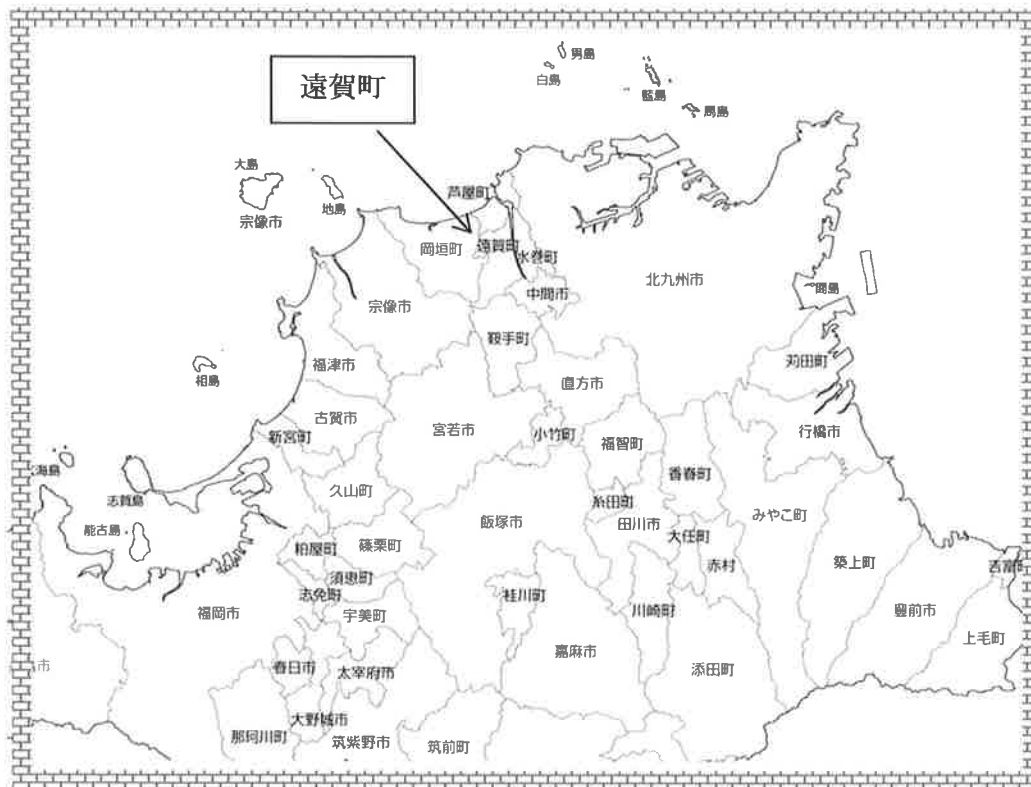 男島
白島
遠賀町
藍島
馬島
大島
芦屋町
宗像市
地島
岡垣町
遠賀町
水巻町
北九州市
中間市
間島
宗像市
鞍手町
福津市
苅田町
相島
直方市
古賀市
宮若市
小竹町
行橋市
新宮町
福智町
海島
香春町
久山町
志賀島
糸田町
みやこ町
飯塚市
田川市
能古島
大任町
粕屋町
篠栗町
赤村
築上町
吉富町
須恵町
志免町
桂川町
福岡市
宇美町
川崎町
豊前市
上毛町
嘉麻市
市
春日市
太宰府市
添田町
大野城市
那珂川町
筑紫野市
筑前町